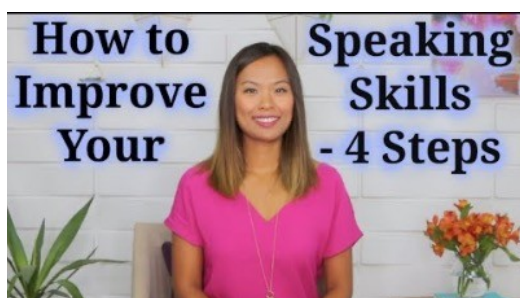 How to
Improve
Your
Speaking
Skills
- 4 Steps